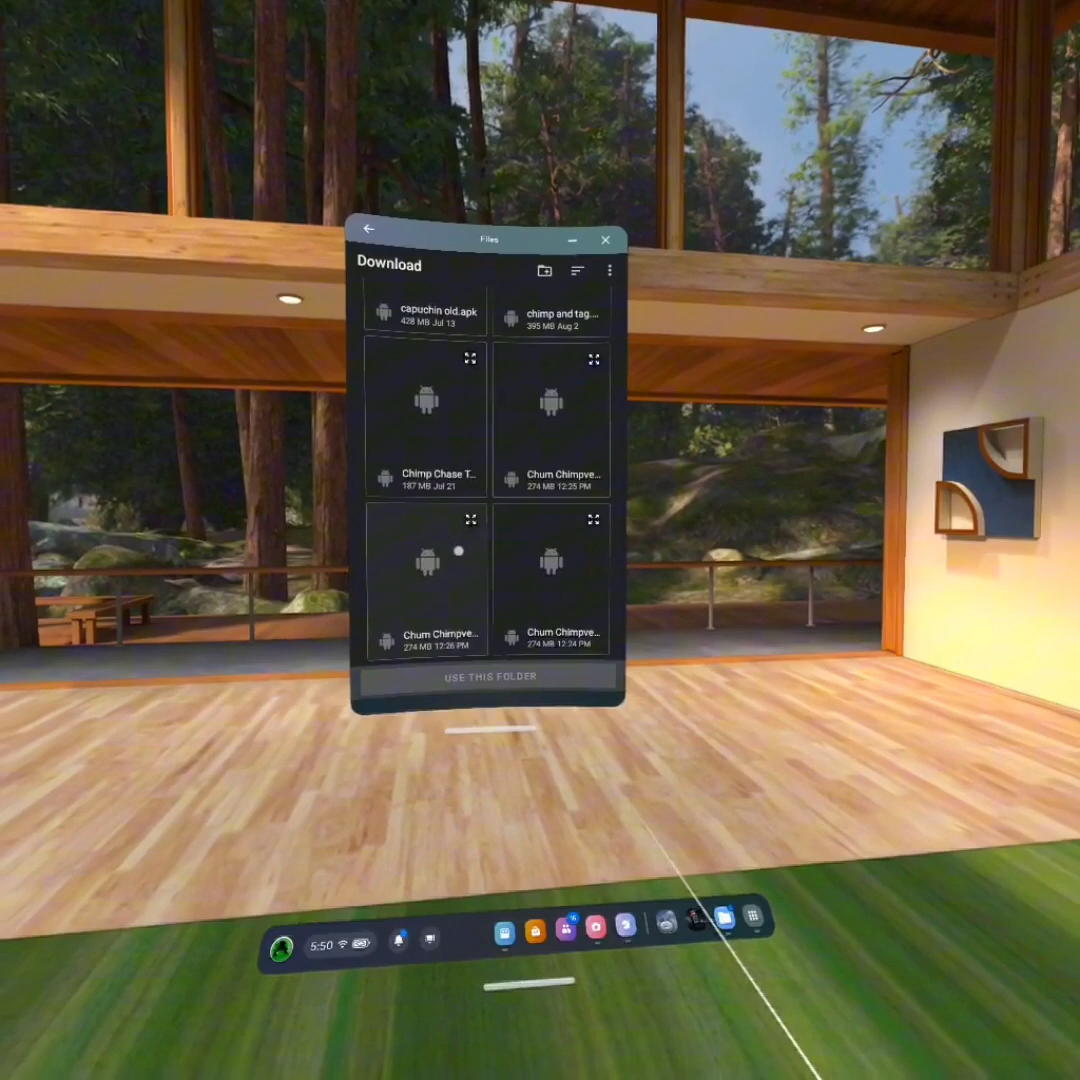 Files
Download
capuchin old.apk
428 MB Jul 13
chimp and tag....
395 MB Aug 2
Chimp Chase T...
187 MB Jul 21
Chum Chimpve...
274 MB 12:25 PM
Chum Chimpve...
274 MB 12:26 PM
Chum Chimpve...
274 MB 12:24 PM
USE THIS FOLDER
5:50